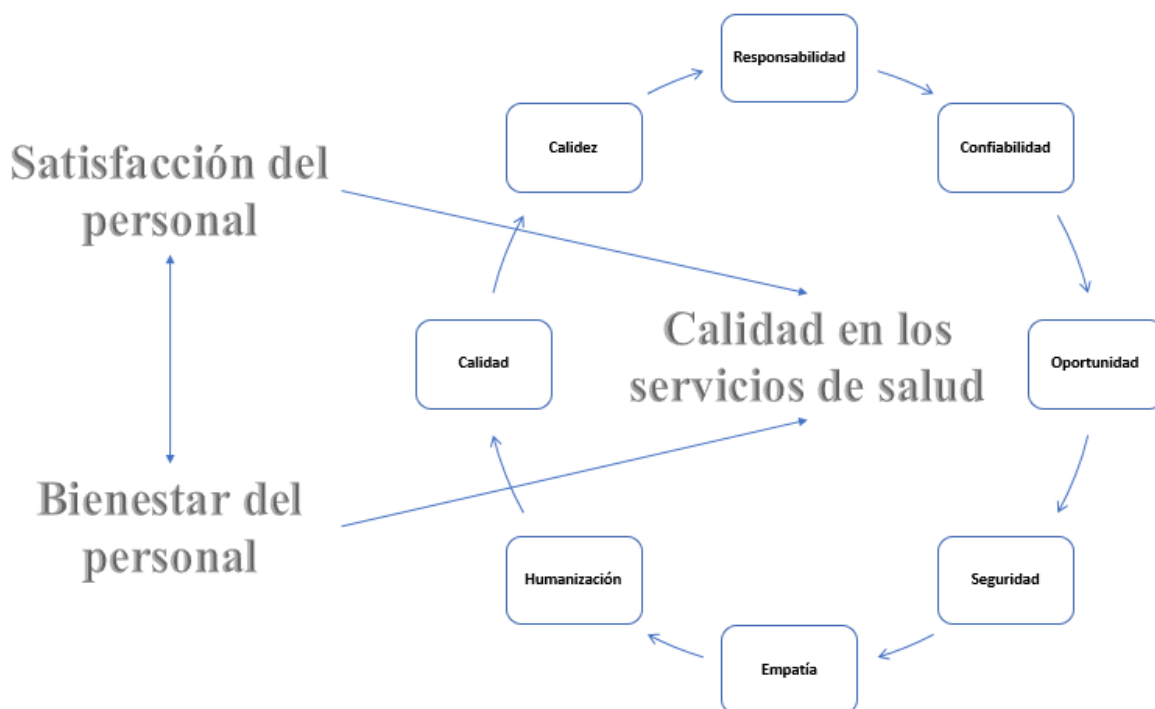 Responsabilidad
Calidez
Confiabilidad
Satisfacción del
personal
Calidad en los
servicios de salud
Calidad
Oportunidad
Bienestar del
personal
Humanización
Seguridad
Empatía